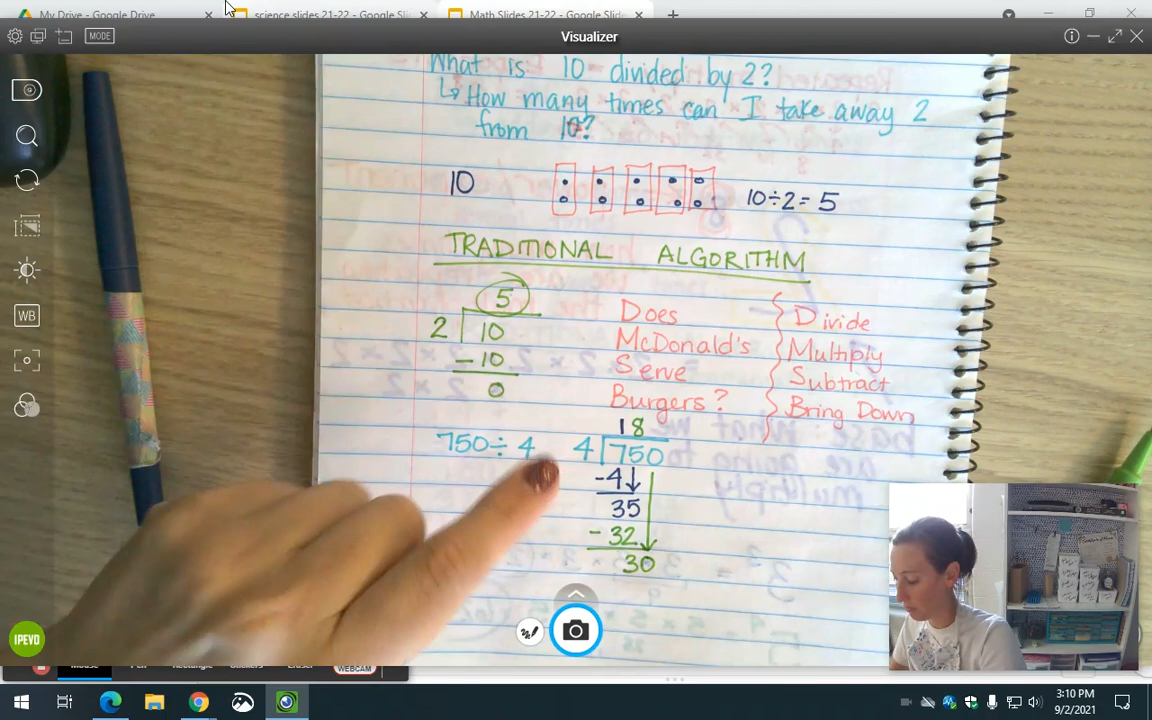 My Drive - Google Drive
science slides 21-22 - Google Slid
Math Slides 21-22 - Google Slid
MODE
Visualizer
What is 10 divided by 2?
↳ How many times can I take away 2
from 10?
10
10÷2=5
TRADITIONAL ALGORITHM
5
2 10
-10
0
Does
McDonald's
Serve
Burgers?
Divide
Multiply
Subtract
Bring Down
750÷4
18
4 750
-4
35
-32
30
WB
IPEVO
WEBCAM
3:10 PM
9/2/2021